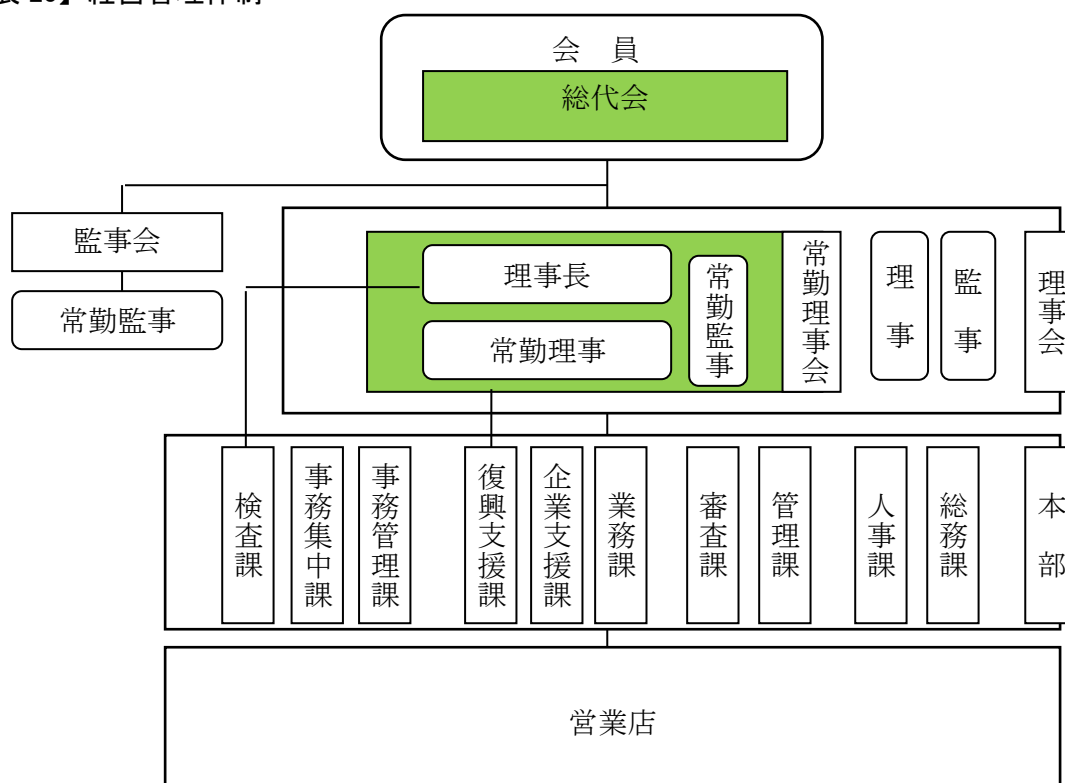 会 員
総代会
監事会
常勤監事
理事長
常勤理事
常勤監事
常勤理事会
理事
監事
理事会
検査課
事務集中課
事務管理課
復興支援課
企業支援課
業務課
審査課
管理課
人事課
総務課
本部
営業店